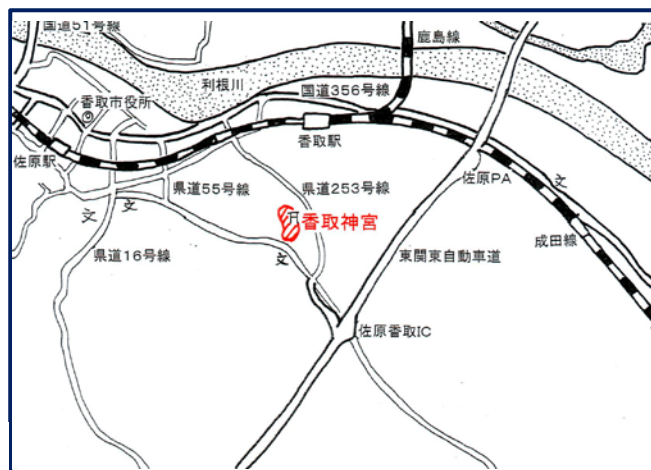 国道51号線
鹿島線
利根川
国道356号線
香取市役所
香取駅
佐原駅
佐原PA
文
県道55号線
県道253号線
文
文
香取神宮
成田線
県道16号線
文
東関東自動車道
佐原香取IC